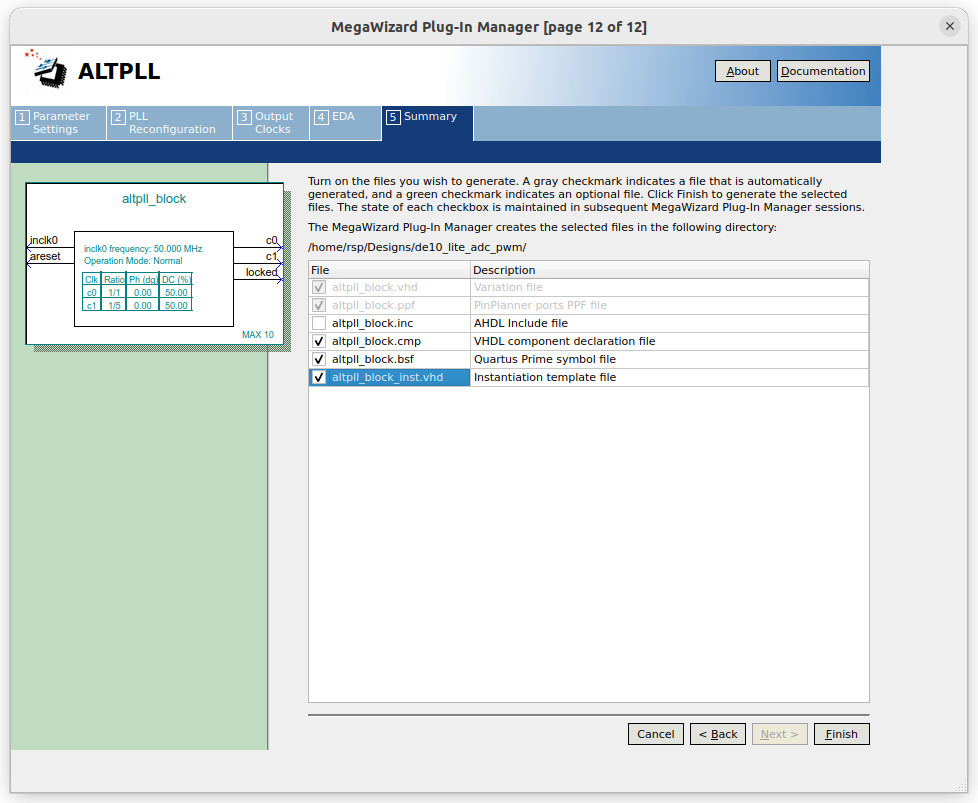 MegaWizard Plug-In Manager [page 12 of 12]
ALTPLL
About
Documentation
1 Parameter Settings
2 PLL Reconfiguration
3 Output Clocks
4 EDA
5 Summary
altpll_block
inclk0
areset
inclk0 frequency: 50.000 MHz
Operation Mode: Normal
Clk Ratio Ph (dg) DC (%)
c0 1/1 0.00 50.00
c1 1/5 0.00 50.00
c0
c1
locked
MAX 10
Turn on the files you wish to generate. A gray checkmark indicates a file that is automatically
generated, and a green checkmark indicates an optional file. Click Finish to generate the selected
files. The state of each checkbox is maintained in subsequent MegaWizard Plug-In Manager sessions.
The MegaWizard Plug-In Manager creates the selected files in the following directory:
/home/rsp/Designs/de10_lite_adc_pwm/
File Description
altpll_block.vhd Variation file
altpll_block.ppf PinPlanner ports PPF file
altpll_block.inc AHDL Include file
altpll_block.cmp VHDL component declaration file
altpll_block.bsf Quartus Prime symbol file
altpll_block_inst.vhd Instantiation template file
Cancel
< Back
Next >
Finish